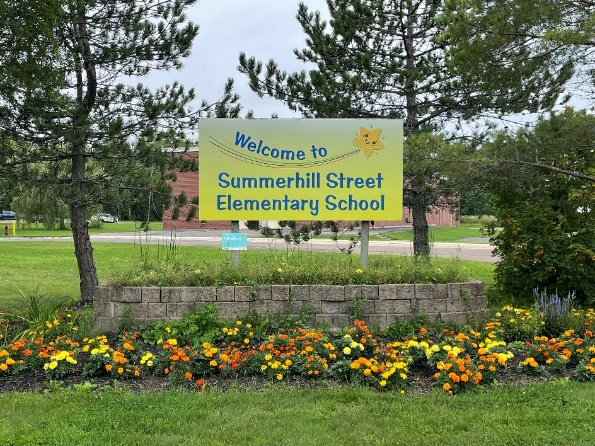 Welcome to
Summerhill Street
Elementary School